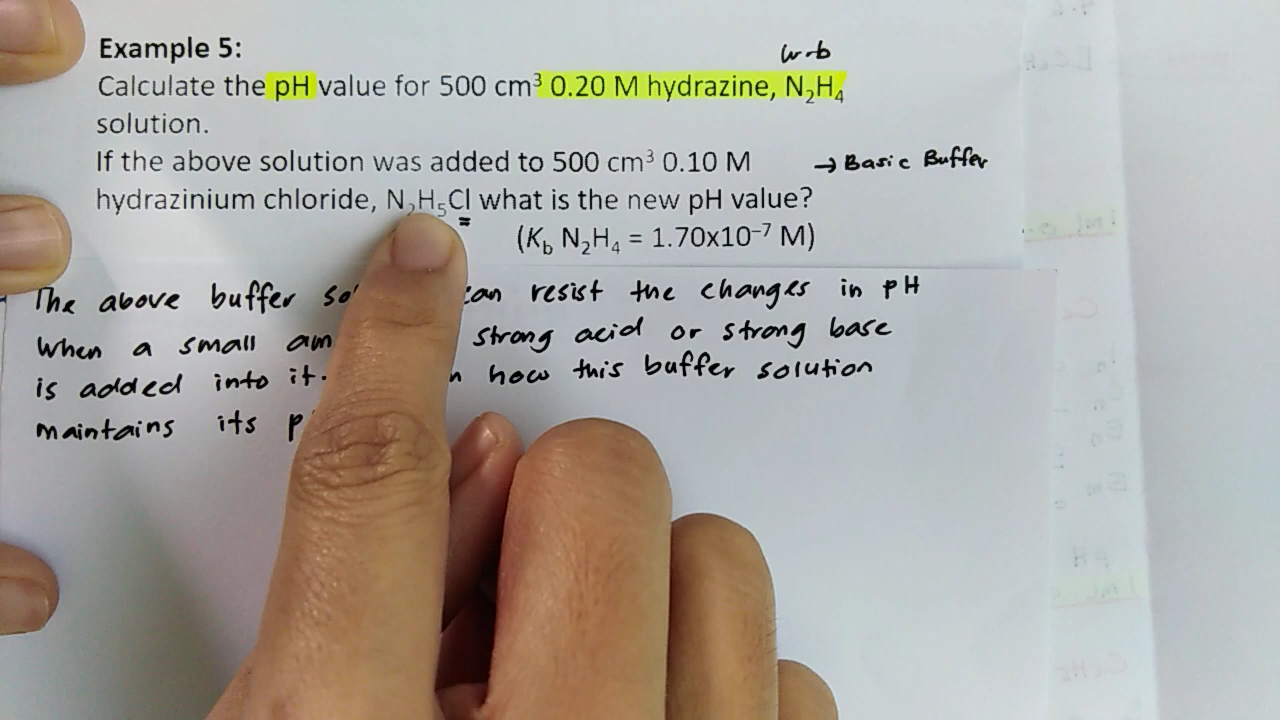 Example 5:
w-b
Calculate the pH value for 500 cm³ 0.20 M hydrazine, N₂H₄
solution.
If the above solution was added to 500 cm³ 0.10 M → Basic Buffer
hydrazinium chloride, N₂H₅Cl what is the new pH value?
(K_b N₂H₄ = 1.70x10⁻⁷ M)
The above buffer can resist the changes in pH
when a small strong acid or strong base
is added into it. how this buffer solution
maintains its